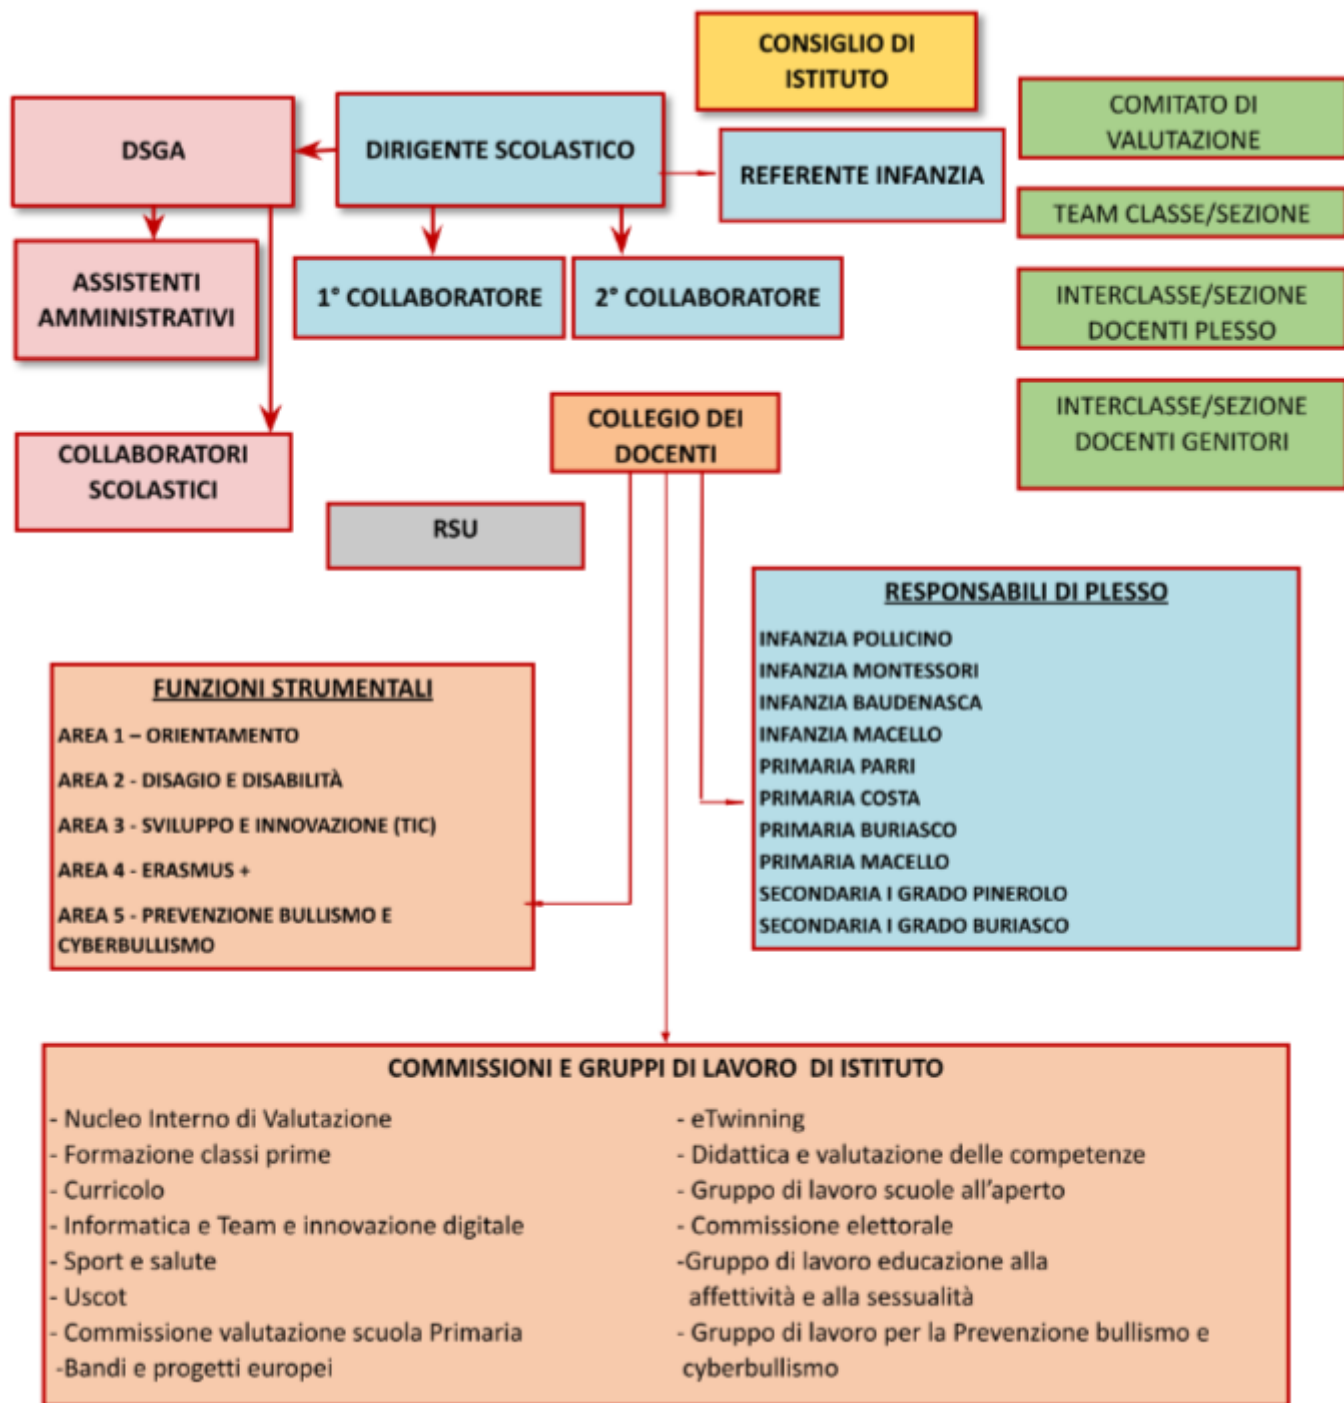 CONSIGLIO DI
ISTITUTO
DSGA
DIRIGENTE SCOLASTICO
REFERENTE INFANZIA
COMITATO DI
VALUTAZIONE
TEAM CLASSE/SEZIONE
INTERCLASSE/SEZIONE
DOCENTI PLESSO
INTERCLASSE/SEZIONE
DOCENTI GENITORI
ASSISTENTI
AMMINISTRATIVI
1° COLLABORATORE
2° COLLABORATORE
COLLABORATORI
SCOLASTICI
COLLEGIO DEI
DOCENTI
RSU
RESPONSABILI DI PLESSO
INFANZIA POLLICINO
INFANZIA MONTESSORI
INFANZIA BAUDENASCA
INFANZIA MACELLO
PRIMARIA PARRI
PRIMARIA COSTA
PRIMARIA BURIASCO
PRIMARIA MACELLO
SECONDARIA I GRADO PINEROLO
SECONDARIA I GRADO BURIASCO
FUNZIONI STRUMENTALI
AREA 1 – ORIENTAMENTO
AREA 2 - DISAGIO E DISABILITÀ
AREA 3 - SVILUPPO E INNOVAZIONE (TIC)
AREA 4 - ERASMUS +
AREA 5 - PREVENZIONE BULLISMO E
CYBERBULLISMO
COMMISSIONI E GRUPPI DI LAVORO DI ISTITUTO
- Nucleo Interno di Valutazione
- Formazione classi prime
- Curricolo
- Informatica e Team e innovazione digitale
- Sport e salute
- Uscot
- Commissione valutazione scuola Primaria
-Bandi e progetti europei
- eTwinning
- Didattica e valutazione delle competenze
- Gruppo di lavoro scuole all'aperto
- Commissione elettorale
-Gruppo di lavoro educazione alla
affettività e alla sessualità
- Gruppo di lavoro per la Prevenzione bullismo e
cyberbullismo